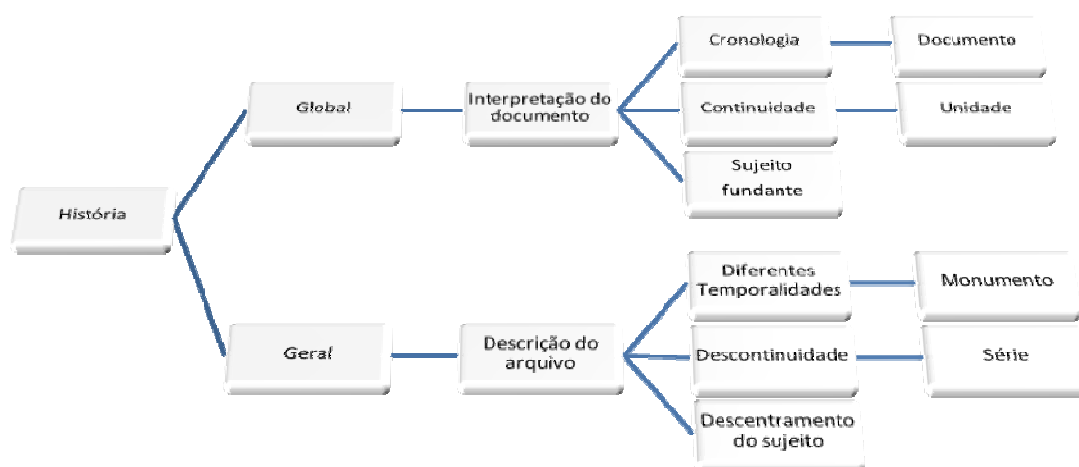 Cronologia
Documento
Global
Interpretação do
documento
Continuidade
Unidade
Sujeito
fundante
História
Diferentes
Temporalidades
Monumento
Geral
Descrição do
arquivo
Descontinuidade
Série
Descentramento
do sujeito